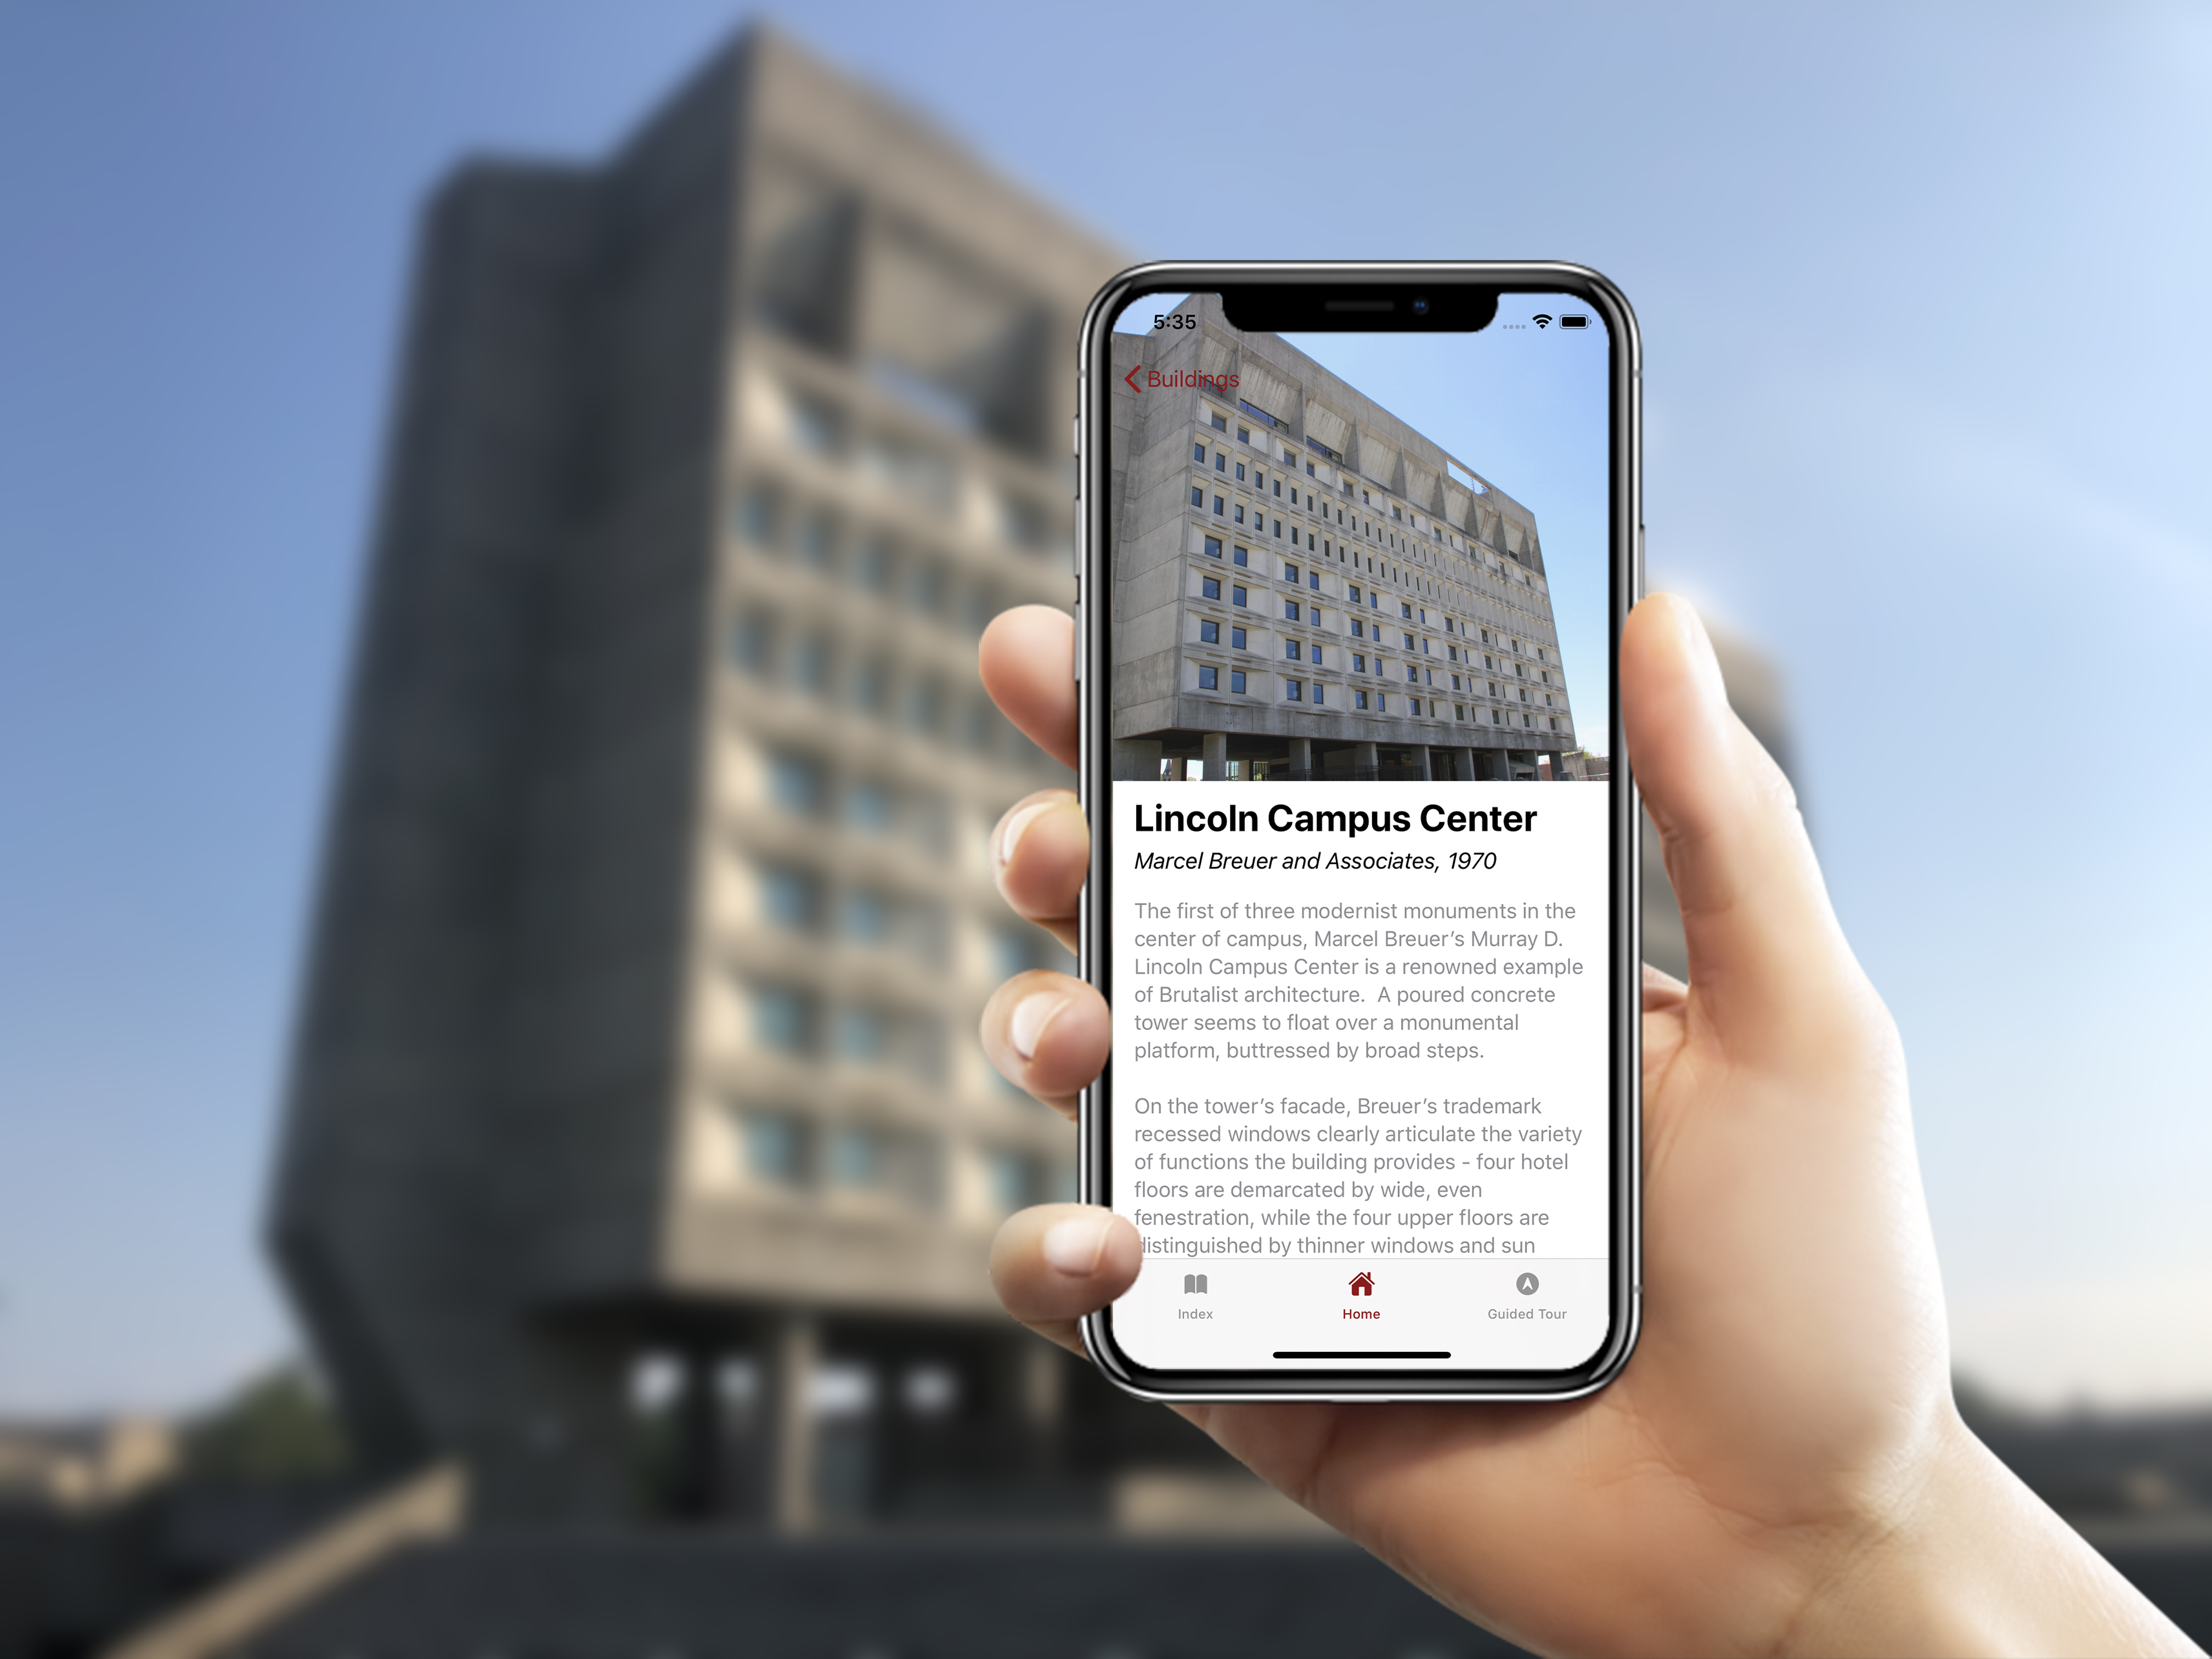 5:35
Buildings
Lincoln Campus Center
Marcel Breuer and Associates, 1970
The first of three modernist monuments in the
center of campus, Marcel Breuer’s Murray D.
Lincoln Campus Center is a renowned example
of Brutalist architecture.  A poured concrete
tower seems to float over a monumental
platform, buttressed by broad steps.
On the tower’s facade, Breuer’s trademark
recessed windows clearly articulate the variety
of functions the building provides - four hotel
floors are demarcated by wide, even
fenestration, while the four upper floors are
distinguished by thinner windows and sun
Index
Home
Guided Tour